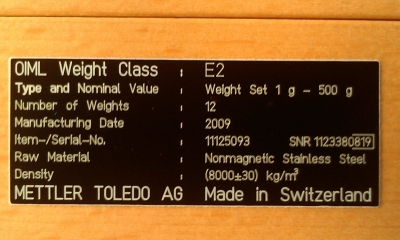 OIML Weight Class : E2
Type and Nominal Value : Weight Set 1 g - 500 g
Number of Weights : 12
Manufacturing Date : 2009
Item-/Serial-No. : 11125093 SNR 1123380819
Raw Material : Nonmagnetic Stainless Steel
Density : (8000±30) kg/m³
METTLER TOLEDO AG Made in Switzerland